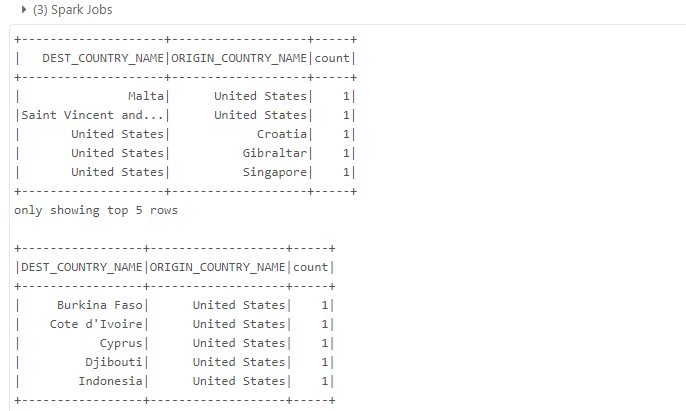 (3) Spark Jobs
+-------------------+-------------------+-----+
|  DEST_COUNTRY_NAME|ORIGIN_COUNTRY_NAME|count|
+-------------------+-------------------+-----+
|              Malta|      United States|    1|
|Saint Vincent and...|      United States|    1|
|      United States|            Croatia|    1|
|      United States|          Gibraltar|    1|
|      United States|          Singapore|    1|
+-------------------+-------------------+-----+
only showing top 5 rows
+-----------------+-------------------+-----+
|DEST_COUNTRY_NAME|ORIGIN_COUNTRY_NAME|count|
+-----------------+-------------------+-----+
|     Burkina Faso|      United States|    1|
|    Cote d'Ivoire|      United States|    1|
|           Cyprus|      United States|    1|
|         Djibouti|      United States|    1|
|        Indonesia|      United States|    1|
+-----------------+-------------------+-----+